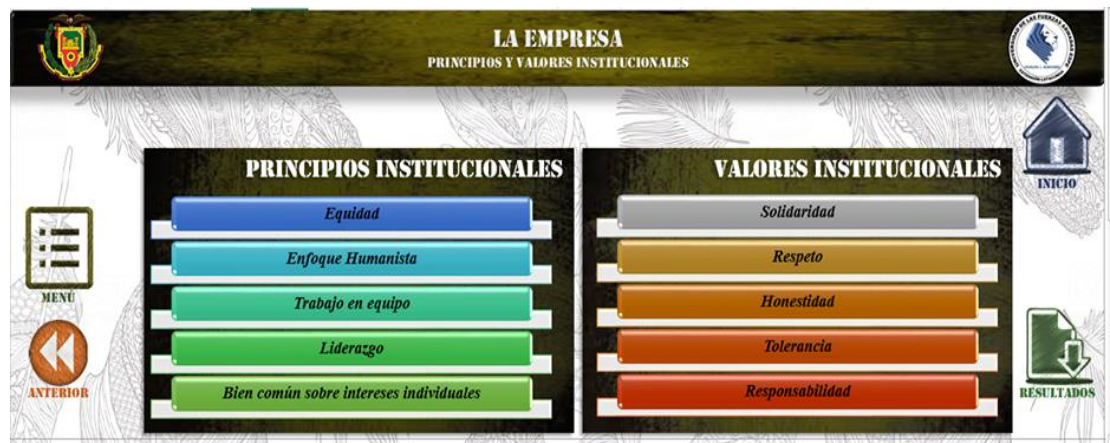 LA EMPRESA
PRINCIPIOS Y VALORES INSTITUCIONALES
INICIO
PRINCIPIOS INSTITUCIONALES
Equidad
Enfoque Humanista
Trabajo en equipo
Liderazgo
Bien común sobre intereses individuales
VALORES INSTITUCIONALES
Solidaridad
Respeto
Honestidad
Tolerancia
Responsabilidad
MENÚ
ANTERIOR
RESULTADOS